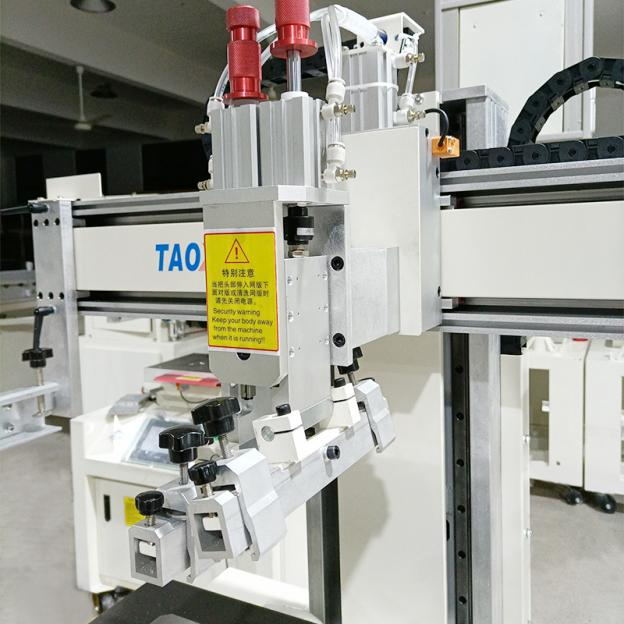 TAO
特别注意
当把头部伸入网版下
面对版或清洗网版时
请先关闭电容。
Security warning
Keep your body away
from the machine
when it is running!!